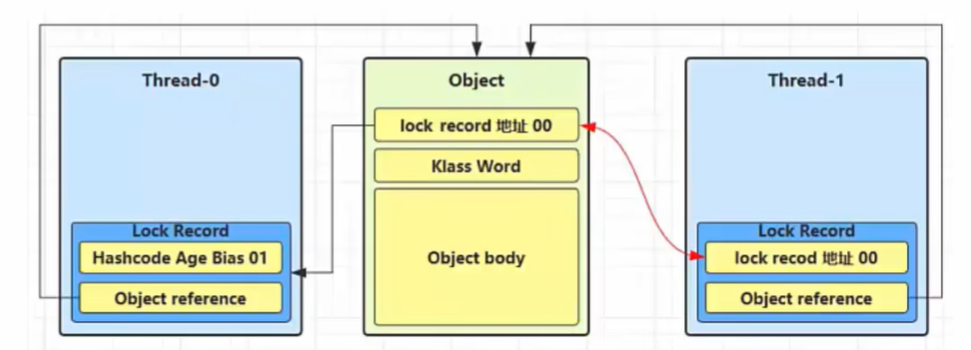 Thread-0
Lock Record
Hashcode Age Bias 01
Object reference
Object
lock record 地址 00
Klass Word
Object body
Thread-1
Lock Record
lock recod 地址 00
Object reference